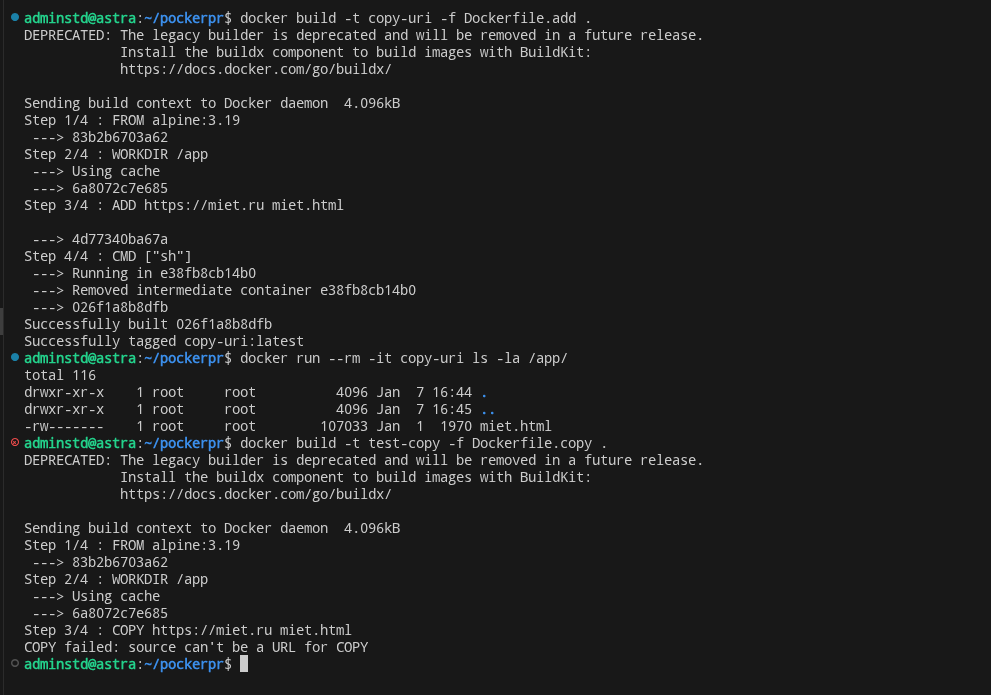 adminstd@astra:~/pockerpr$ docker build -t copy-uri -f Dockerfile.add .
DEPRECATED: The legacy builder is deprecated and will be removed in a future release.
            Install the buildx component to build images with BuildKit:
            https://docs.docker.com/go/buildx/

Sending build context to Docker daemon  4.096kB
Step 1/4 : FROM alpine:3.19
 ---> 83b2b6703a62
Step 2/4 : WORKDIR /app
 ---> Using cache
 ---> 6a8072c7e685
Step 3/4 : ADD https://miet.ru miet.html

 ---> 4d77340ba67a
Step 4/4 : CMD ["sh"]
 ---> Running in e38fb8cb14b0
 ---> Removed intermediate container e38fb8cb14b0
 ---> 026f1a8b8dfb
Successfully built 026f1a8b8dfb
Successfully tagged copy-uri:latest
adminstd@astra:~/pockerpr$ docker run --rm -it copy-uri ls -la /app/
total 116
drwxr-xr-x    1 root     root          4096 Jan  7 16:44 .
drwxr-xr-x    1 root     root          4096 Jan  7 16:45 ..
-rw-------    1 root     root        107033 Jan  1  1970 miet.html
adminstd@astra:~/pockerpr$ docker build -t test-copy -f Dockerfile.copy .
DEPRECATED: The legacy builder is deprecated and will be removed in a future release.
            Install the buildx component to build images with BuildKit:
            https://docs.docker.com/go/buildx/

Sending build context to Docker daemon  4.096kB
Step 1/4 : FROM alpine:3.19
 ---> 83b2b6703a62
Step 2/4 : WORKDIR /app
 ---> Using cache
 ---> 6a8072c7e685
Step 3/4 : COPY https://miet.ru miet.html
COPY failed: source can't be a URL for COPY
adminstd@astra:~/pockerpr$